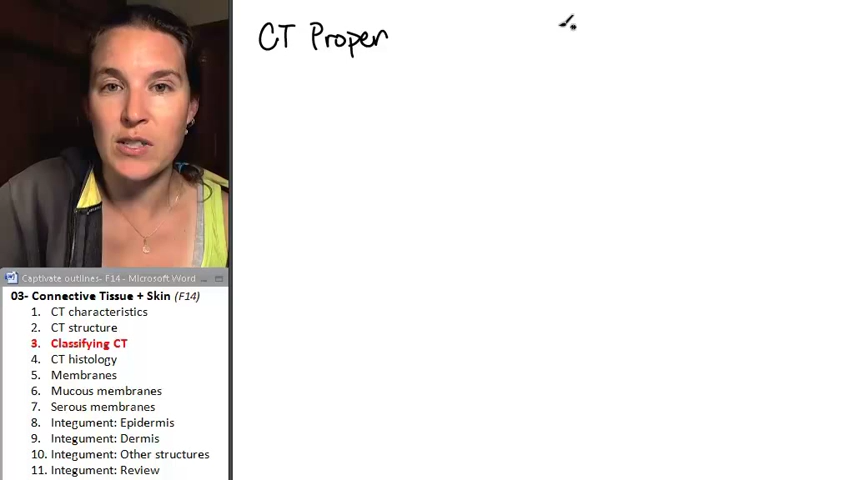 CT Proper
Captivate outlines- F14 - Microsoft Word
03- Connective Tissue + Skin (F14)
1. CT characteristics
2. CT structure
3. Classifying CT
4. CT histology
5. Membranes
6. Mucous membranes
7. Serous membranes
8. Integument: Epidermis
9. Integument: Dermis
10. Integument: Other structures
11. Integument: Review